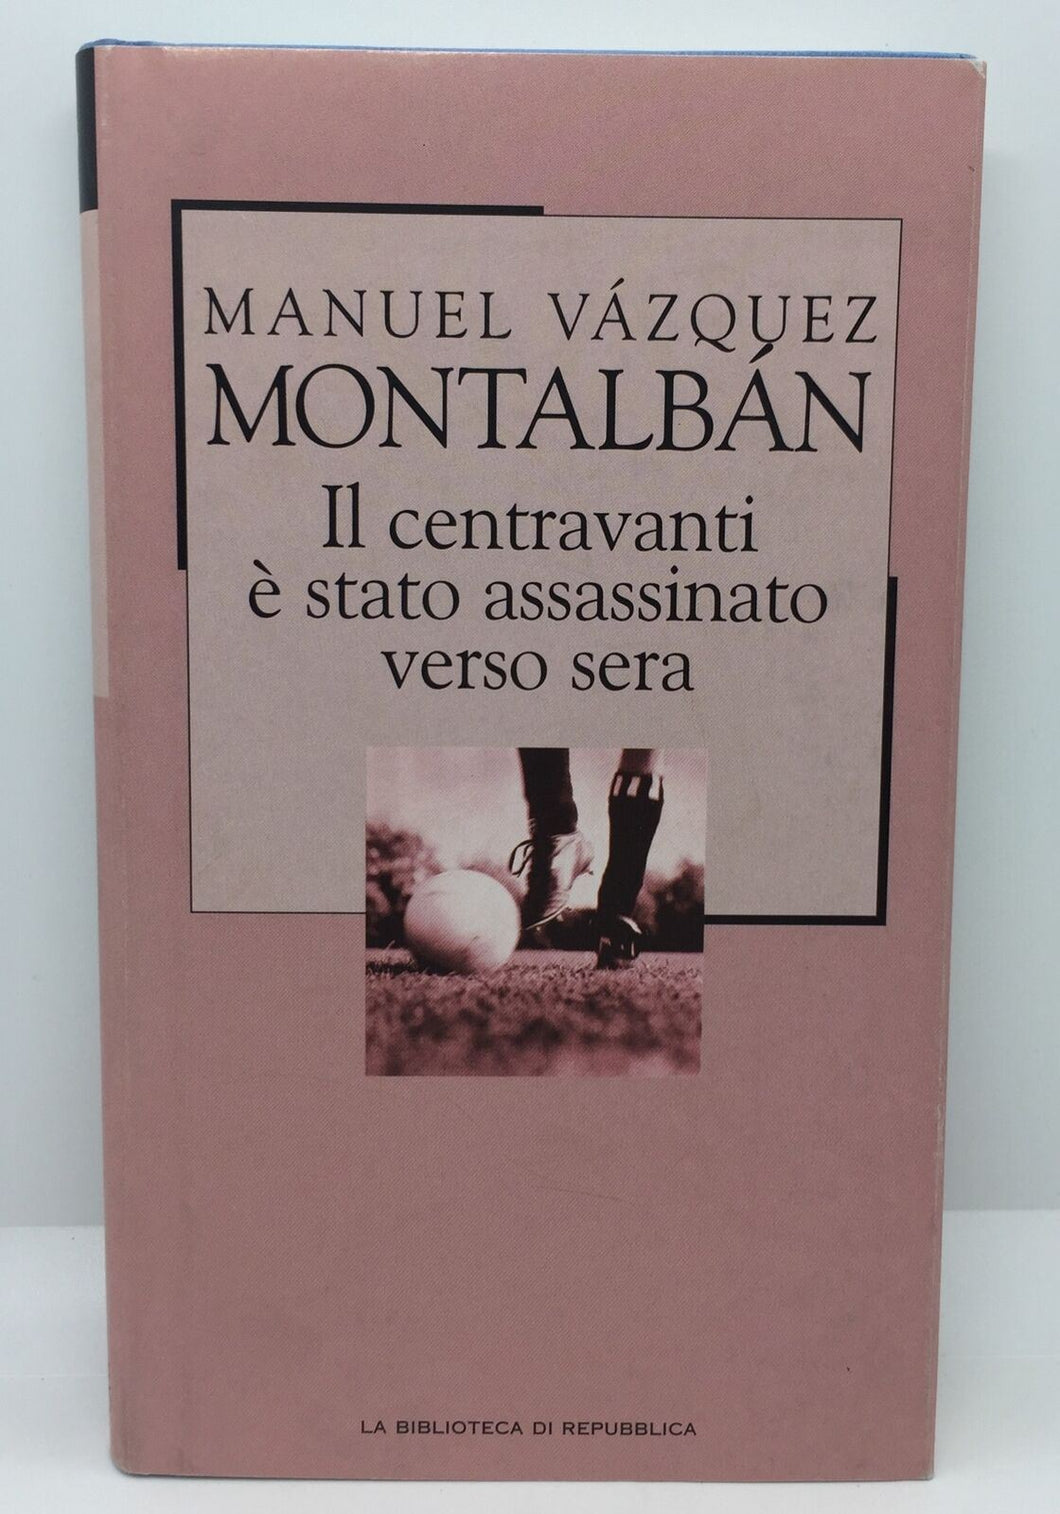 MANUEL VÁZQUEZ
MONTALBÁN
Il centravanti
è stato assassinato
verso sera
LA BIBLIOTECA DI REPUBBLICA